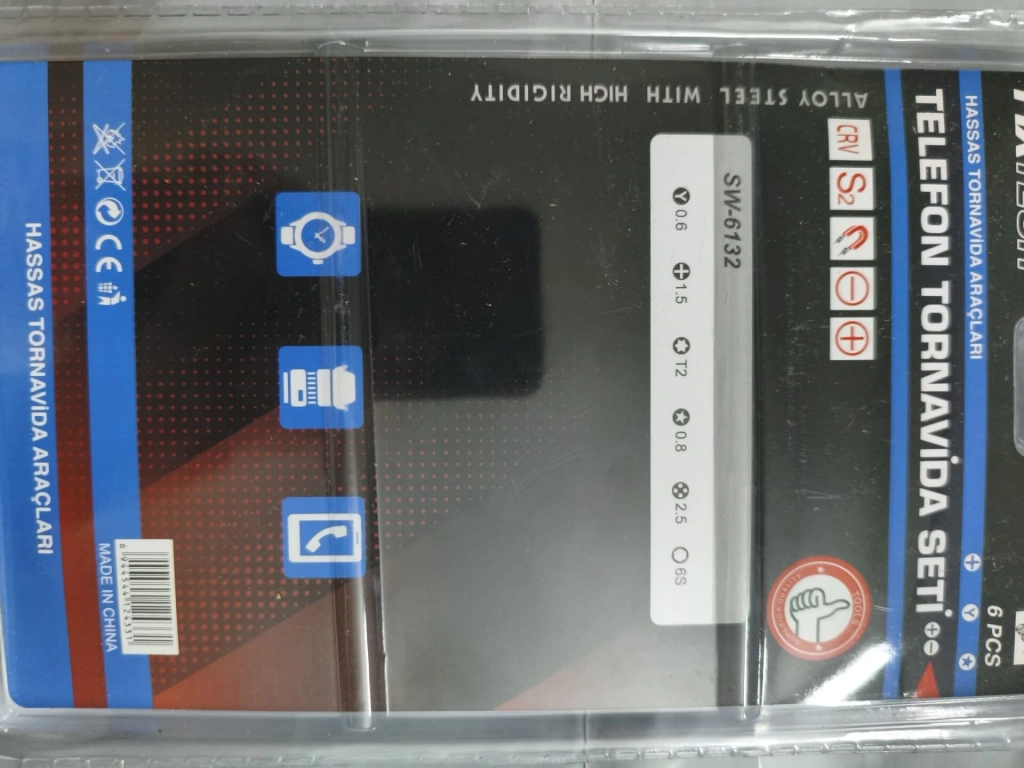 HASSAS TORNAVİDA ARAÇLARI
6 PCS
TELEFON TORNAVİDA SETİ
CRV
S2
ALLOY STEEL WITH HIGH RIGIDITY
SW-6132
Y 0.6
1.5
T2
0.8
2.5
6S
CE
MADE IN CHINA
HASSAS TORNAVİDA ARAÇLARI